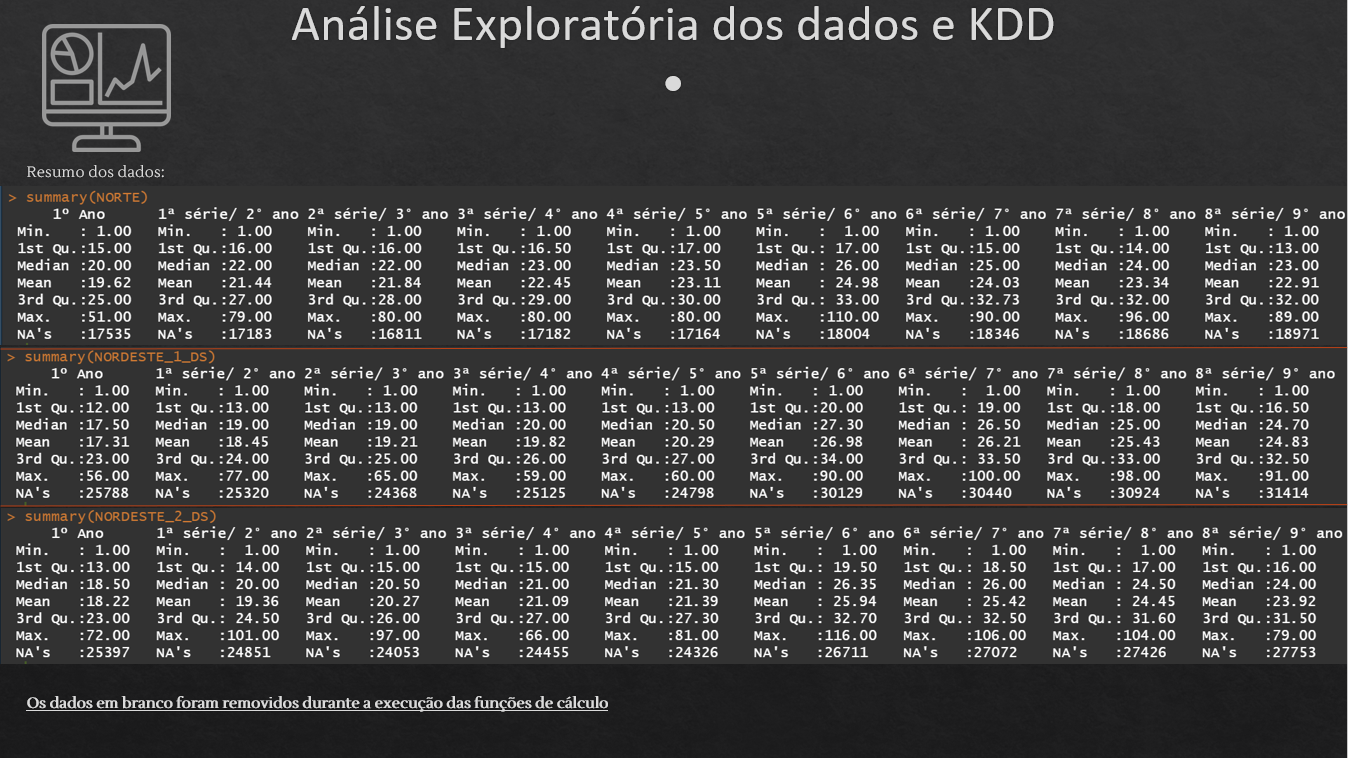 Análise Exploratória dos dados e KDD
Resumo dos dados:
> summary(NORTE)
1º Ano 1ª série/ 2° ano 2ª série/ 3° ano 3ª série/ 4° ano 4ª série/ 5° ano 5ª série/ 6° ano 6ª série/ 7° ano 7ª série/ 8° ano 8ª série/ 9° ano
Min. : 1.00 Min. : 1.00 Min. : 1.00 Min. : 1.00 Min. : 1.00 Min. : 1.00 Min. : 1.00 Min. : 1.00 Min. : 1.00
1st Qu.:15.00 1st Qu.:16.00 1st Qu.:16.00 1st Qu.:16.50 1st Qu.:17.00 1st Qu.: 17.00 1st Qu.:15.00 1st Qu.:14.00 1st Qu.:13.00
Median :20.00 Median :22.00 Median :22.00 Median :23.00 Median :23.50 Median : 26.00 Median :25.00 Median :24.00 Median :23.00
Mean :19.62 Mean :21.44 Mean :21.84 Mean :22.45 Mean :23.11 Mean : 24.98 Mean :24.03 Mean :23.34 Mean :22.91
3rd Qu.:25.00 3rd Qu.:27.00 3rd Qu.:28.00 3rd Qu.:29.00 3rd Qu.:30.00 3rd Qu.: 33.00 3rd Qu.:32.73 3rd Qu.:32.00 3rd Qu.:32.00
Max. :51.00 Max. :79.00 Max. :80.00 Max. :80.00 Max. :80.00 Max. :110.00 Max. :90.00 Max. :96.00 Max. :89.00
NA's :17535 NA's :17183 NA's :16811 NA's :17182 NA's :17164 NA's :18004 NA's :18346 NA's :18686 NA's :18971
> summary(NORDESTE_1_DS)
1º Ano 1ª série/ 2° ano 2ª série/ 3° ano 3ª série/ 4° ano 4ª série/ 5° ano 5ª série/ 6° ano 6ª série/ 7° ano 7ª série/ 8° ano 8ª série/ 9° ano
Min. : 1.00 Min. : 1.00 Min. : 1.00 Min. : 1.00 Min. : 1.00 Min. : 1.00 Min. : 1.00 Min. : 1.00 Min. : 1.00
1st Qu.:12.00 1st Qu.:13.00 1st Qu.:13.00 1st Qu.:13.00 1st Qu.:13.00 1st Qu.:20.00 1st Qu.: 19.00 1st Qu.:18.00 1st Qu.:16.50
Median :17.50 Median :19.00 Median :19.00 Median :20.00 Median :20.50 Median :27.30 Median : 26.50 Median :25.00 Median :24.70
Mean :17.31 Mean :18.45 Mean :19.21 Mean :19.82 Mean :20.29 Mean :26.98 Mean : 26.21 Mean :25.43 Mean :24.83
3rd Qu.:23.00 3rd Qu.:24.00 3rd Qu.:25.00 3rd Qu.:26.00 3rd Qu.:27.00 3rd Qu.:34.00 3rd Qu.: 33.50 3rd Qu.:33.00 3rd Qu.:32.50
Max. :56.00 Max. :77.00 Max. :65.00 Max. :59.00 Max. :60.00 Max. :90.00 Max. :100.00 Max. :98.00 Max. :91.00
NA's :25788 NA's :25320 NA's :24368 NA's :25125 NA's :24798 NA's :30129 NA's :30440 NA's :30924 NA's :31414
> summary(NORDESTE_2_DS)
1º Ano 1ª série/ 2° ano 2ª série/ 3° ano 3ª série/ 4° ano 4ª série/ 5° ano 5ª série/ 6° ano 6ª série/ 7° ano 7ª série/ 8° ano 8ª série/ 9° ano
Min. : 1.00 Min. : 1.00 Min. : 1.00 Min. : 1.00 Min. : 1.00 Min. : 1.00 Min. : 1.00 Min. : 1.00 Min. : 1.00
1st Qu.:13.00 1st Qu.: 14.00 1st Qu.:15.00 1st Qu.:15.00 1st Qu.:15.00 1st Qu.: 19.50 1st Qu.: 18.50 1st Qu.: 17.00 1st Qu.:16.00
Median :18.50 Median : 20.00 Median :20.50 Median :21.00 Median :21.30 Median : 26.35 Median : 26.00 Median : 24.50 Median :24.00
Mean :18.22 Mean : 19.36 Mean :20.27 Mean :21.09 Mean :21.39 Mean : 25.94 Mean : 25.42 Mean : 24.45 Mean :23.92
3rd Qu.:23.00 3rd Qu.: 24.50 3rd Qu.:26.00 3rd Qu.:27.00 3rd Qu.:27.30 3rd Qu.: 32.70 3rd Qu.: 32.50 3rd Qu.: 31.60 3rd Qu.:31.50
Max. :72.00 Max. :101.00 Max. :97.00 Max. :66.00 Max. :81.00 Max. :116.00 Max. :106.00 Max. :104.00 Max. :79.00
NA's :25397 NA's :24851 NA's :24053 NA's :24455 NA's :24326 NA's :26711 NA's :27072 NA's :27426 NA's :27753
Os dados em branco foram removidos durante a execução das funções de cálculo